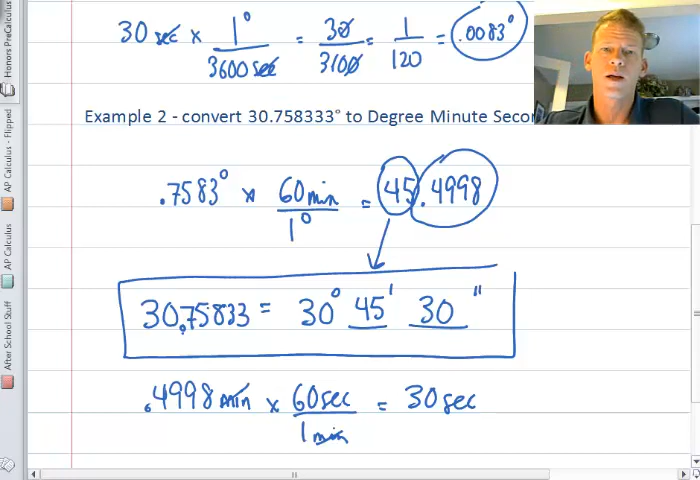 30 sec × 1° / 3600 sec = 30 / 3100 = 1 / 120 = .0083°
Example 2 - convert 30.758333° to Degree Minute Secon
.7583° × 60 min / 1° = 45.4998
30.75833 = 30° 45' 30"
.4998 min × 60 sec / 1 min = 30 sec
Honors PreCalculus
AP Calculus - Flipped
AP Calculus
After School Stuff